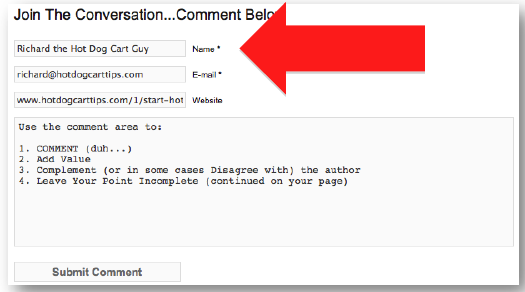 Join The Conversation...Comment Belo
Richard the Hot Dog Cart Guy Name *
richard@hotdogcarttips.com E-mail *
www.hotdogcarttips.com/1/start-hot Website
Use the comment area to:
1. COMMENT (duh...)
2. Add Value
3. Complement (or in some cases Disagree with) the author
4. Leave Your Point Incomplete (continued on your page)
Submit Comment